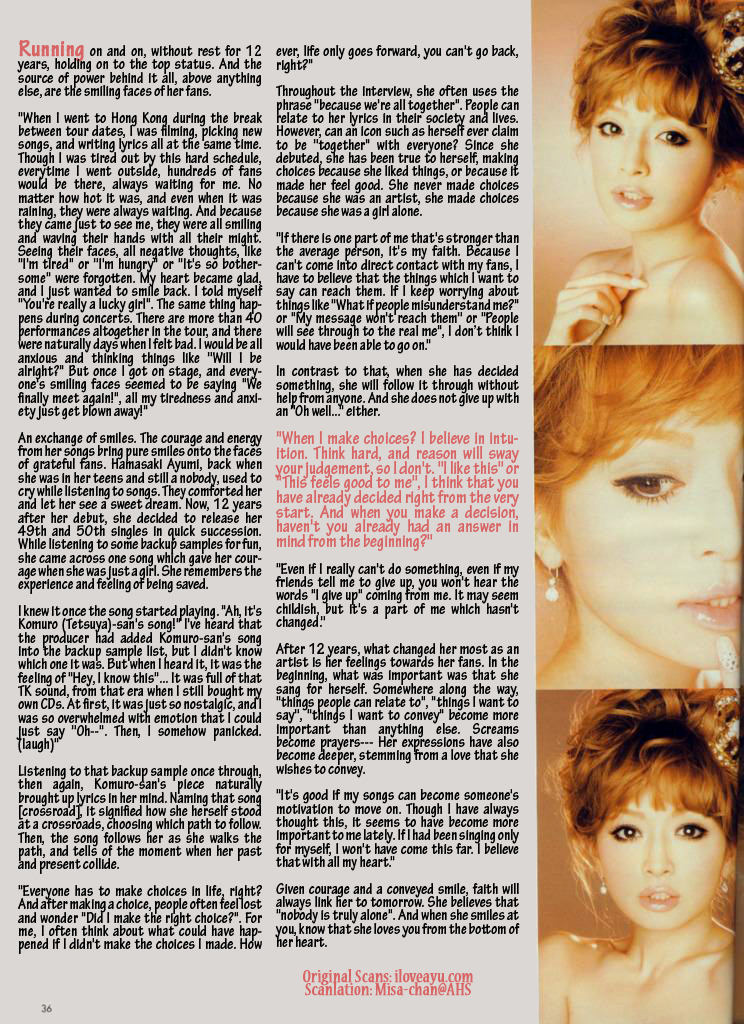 Running on and on, without rest for 12
years, holding on to the top status. And the
source of power behind it all, above anything
else, are the smiling faces of her fans.
"When I went to Hong Kong during the break
between tour dates, I was filming, picking new
songs, and writing lyrics all at the same time.
Though I was tired out by this hard schedule,
everytime I went outside, hundreds of fans
would be there, always waiting for me. No
matter how hot it was, and even when it was
raining, they were always waiting. And because
they came just to see me, they were all smiling
and waving their hands with all their might.
Seeing their faces, all negative thoughts, like
"I'm tired" or "I'm hungry" or "It's so bother-
some" were forgotten. My heart became glad,
and I just wanted to smile back. I told myself
"You're really a lucky girl". The same thing hap-
pens during concerts. There are more than 40
performances altogether in the tour, and there
were naturally days when I felt bad. I would be all
anxious and thinking things like "Will I be
alright?" But once I got on stage, and every-
one's smiling faces seemed to be saying "We
finally meet again!", all my tiredness and anxi-
ety just get blown away!"
An exchange of smiles. The courage and energy
from her songs bring pure smiles onto the faces
of grateful fans. Hamasaki Ayumi, back when
she was in her teens and still a nobody, used to
cry while listening to songs. They comforted her
and let her see a sweet dream. Now, 12 years
after her debut, she decided to release her
49th and 50th singles in quick succession.
While listening to some backup samples for fun,
she came across one song which gave her cour-
age when she was just a girl. She remembers the
experience and feeling of being saved.
I knew it once the song started playing. "Ah, it's
Komuro (Tetsuya)-san's song!" I've heard that
the producer had added Komuro-san's song
into the backup sample list, but I didn't know
which one it was. But when I heard it, it was the
feeling of "Hey, I know this"... It was full of that
TK sound, from that era when I still bought my
own CDs. At first, it was just so nostalgic, and I
was so overwhelmed with emotion that I could
just say "Oh--". Then, I somehow panicked.
(laugh)"
Listening to that backup sample once through,
then again, Komuro-san's piece naturally
brought up lyrics in her mind. Naming that song
[crossroad], it signified how she herself stood
at a crossroads, choosing which path to follow.
Then, the song follows her as she walks the
path, and tells of the moment when her past
and present collide.
"Everyone has to make choices in life, right?
And after making a choice, people often feel lost
and wonder "Did I make the right choice?". For
me, I often think about what could have hap-
pened if I didn't make the choices I made. How
ever, life only goes forward, you can't go back,
right?"
Throughout the interview, she often uses the
phrase "because we're all together". People can
relate to her lyrics in their society and lives.
However, can an icon such as herself ever claim
to be "together" with everyone? Since she
debuted, she has been true to herself, making
choices because she liked things, or because it
made her feel good. She never made choices
because she was an artist, she made choices
because she was a girl alone.
"If there is one part of me that's stronger than
the average person, it's my faith. Because I
can't come into direct contact with my fans, I
have to believe that the things which I want to
say can reach them. If I keep worrying about
things like "What if people misunderstand me?"
or "My message won't reach them" or "People
will see through to the real me", I don't think I
would have been able to go on."
In contrast to that, when she has decided
something, she will follow it through without
help from anyone. And she does not give up with
an "Oh well..." either.
"When I make choices? I believe in intu-
ition. Think hard, and reason will sway
your judgement, so I don't. "I like this" or
"This feels good to me", I think that you
have already decided right from the very
start. And when you make a decision,
haven't you already had an answer in
mind from the beginning?"
"Even if I really can't do something, even if my
friends tell me to give up, you won't hear the
words "I give up" coming from me. It may seem
childish, but it's a part of me which hasn't
changed."
After 12 years, what changed her most as an
artist is her feelings towards her fans. In the
beginning, what was important was that she
sang for herself. Somewhere along the way,
"things people can relate to", "things I want to
say", "things I want to convey" become more
important than anything else. Screams
become prayers--- Her expressions have also
become deeper, stemming from a love that she
wishes to convey.
"It's good if my songs can become someone's
motivation to move on. Though I have always
thought this, it seems to have become more
important to me lately. If I had been singing only
for myself, I won't have come this far. I believe
that with all my heart."
Given courage and a conveyed smile, faith will
always link her to tomorrow. She believes that
"nobody is truly alone". And when she smiles at
you, know that she loves you from the bottom of
her heart.
Original Scans: iloveayu.com
Scanlation: Misa-chan@AHS
36